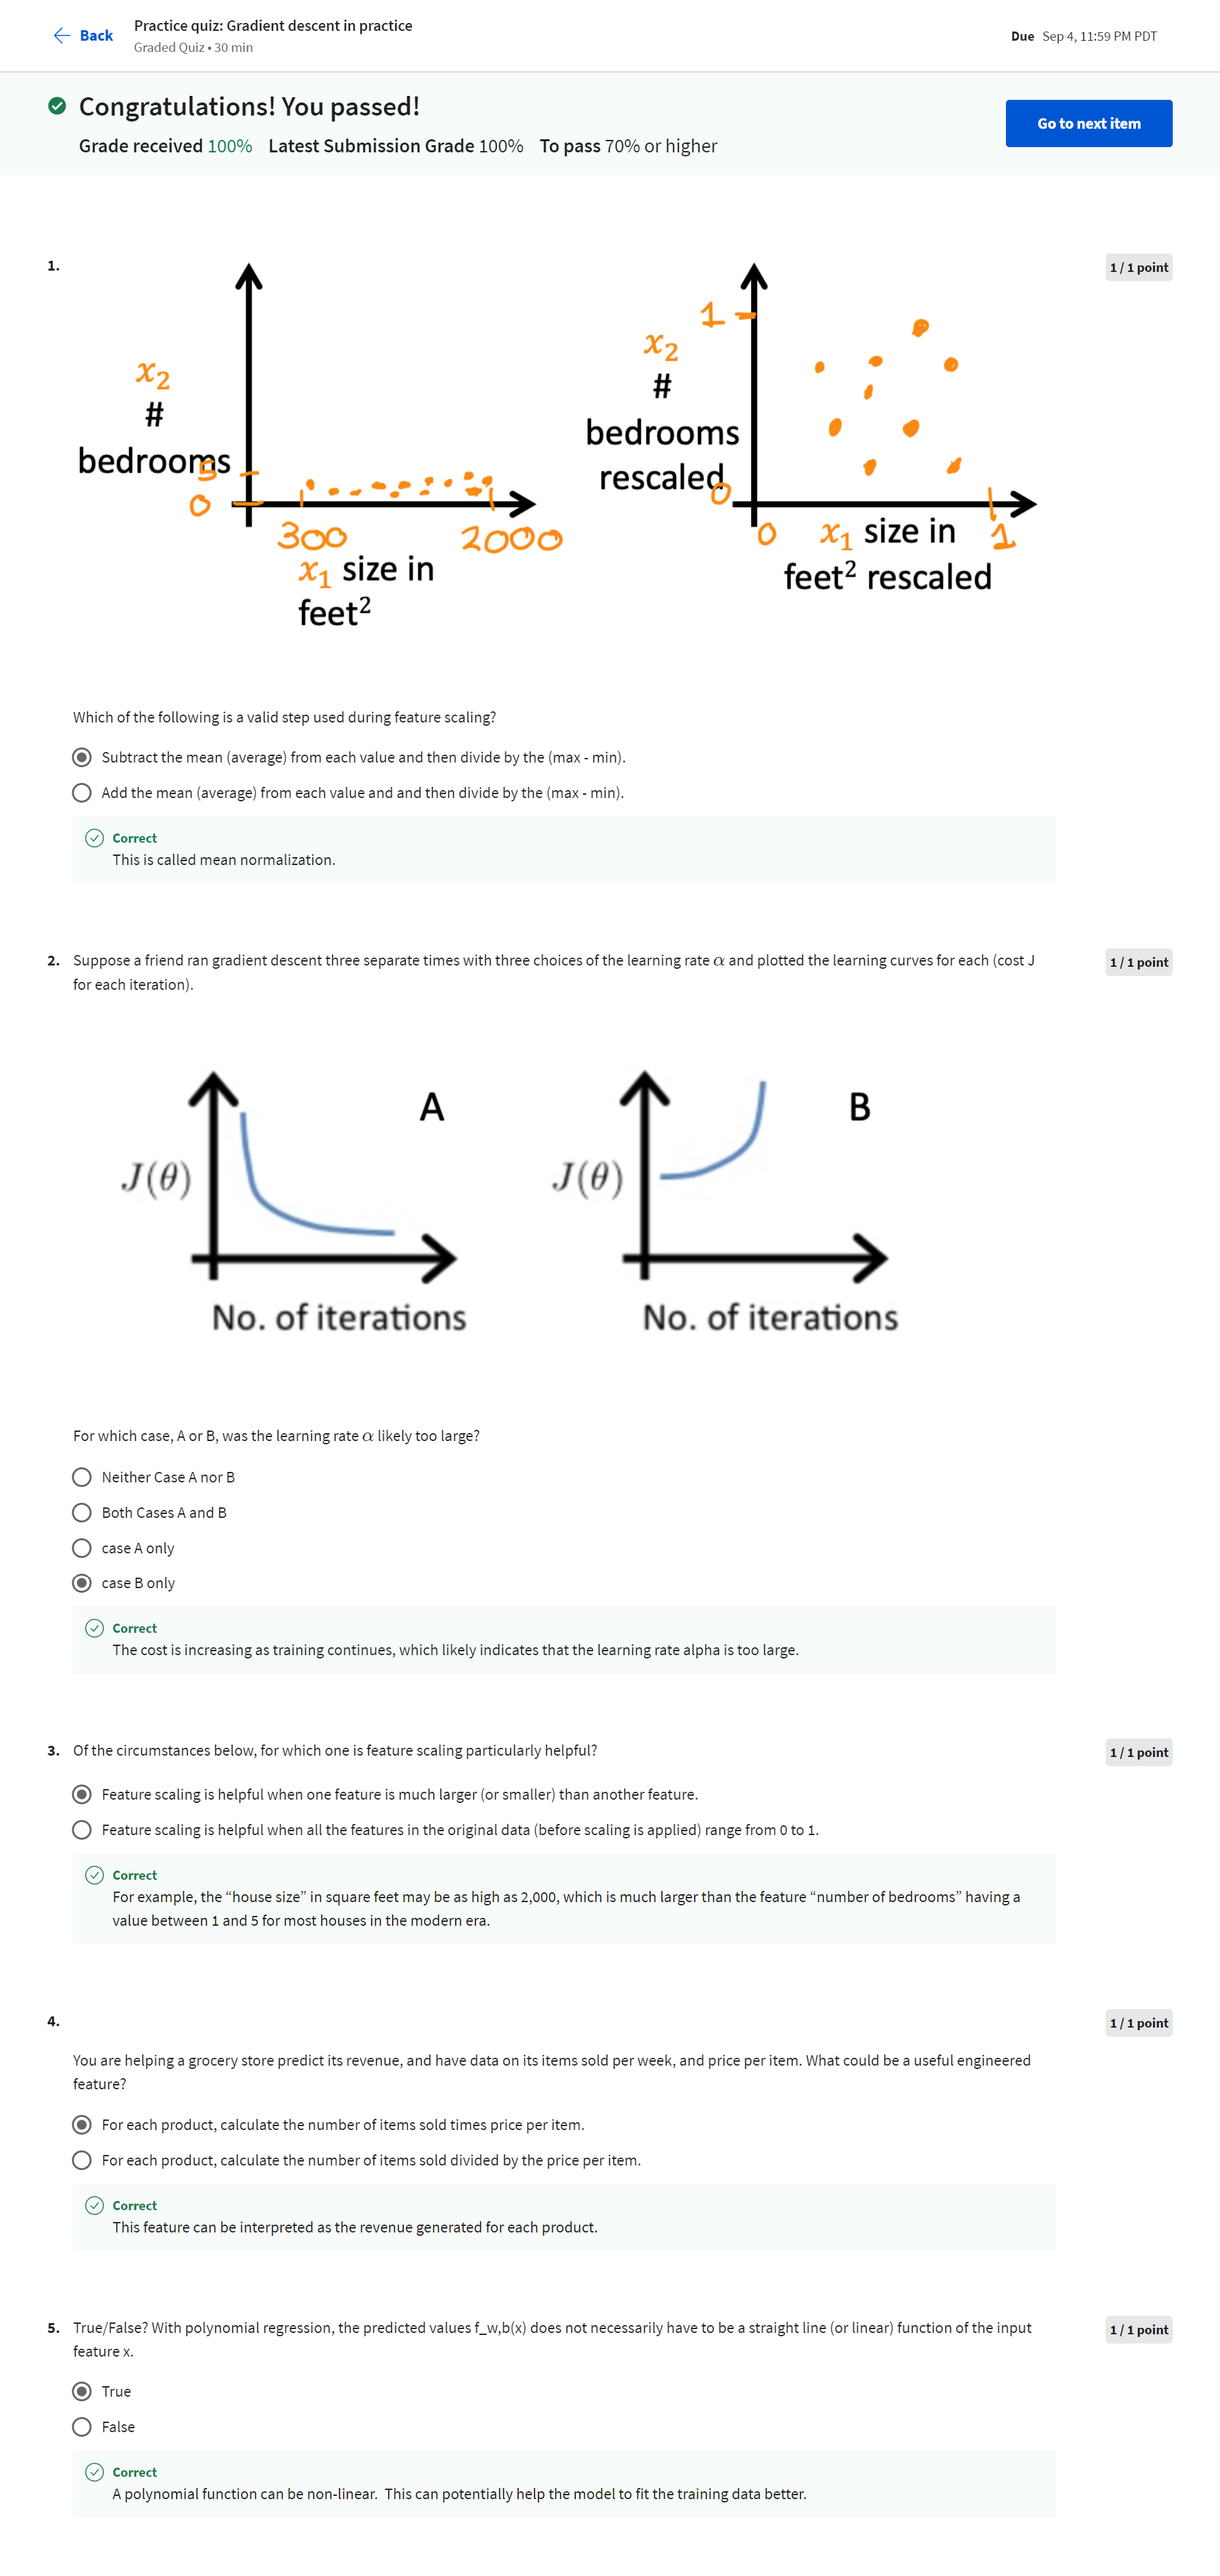 Back
Practice quiz: Gradient descent in practice
Graded Quiz • 30 min
Due Sep 4, 11:59 PM PDT
Congratulations! You passed!
Grade received 100% Latest Submission Grade 100% To pass 70% or higher
Go to next item
1.
1 / 1 point
x₂
#
bedrooms
5
0
300
2000
x₁ size in
feet²
1
x₂
#
bedrooms
rescaled
0
0
x₁ size in
1
feet² rescaled
Which of the following is a valid step used during feature scaling?
Subtract the mean (average) from each value and then divide by the (max - min).
Add the mean (average) from each value and and then divide by the (max - min).
Correct
This is called mean normalization.
2. Suppose a friend ran gradient descent three separate times with three choices of the learning rate α and plotted the learning curves for each (cost J
for each iteration).
1 / 1 point
A
J(θ)
No. of iterations
B
J(θ)
No. of iterations
For which case, A or B, was the learning rate α likely too large?
Neither Case A nor B
Both Cases A and B
case A only
case B only
Correct
The cost is increasing as training continues, which likely indicates that the learning rate alpha is too large.
3. Of the circumstances below, for which one is feature scaling particularly helpful?
1 / 1 point
Feature scaling is helpful when one feature is much larger (or smaller) than another feature.
Feature scaling is helpful when all the features in the original data (before scaling is applied) range from 0 to 1.
Correct
For example, the “house size” in square feet may be as high as 2,000, which is much larger than the feature “number of bedrooms” having a
value between 1 and 5 for most houses in the modern era.
4.
1 / 1 point
You are helping a grocery store predict its revenue, and have data on its items sold per week, and price per item. What could be a useful engineered
feature?
For each product, calculate the number of items sold times price per item.
For each product, calculate the number of items sold divided by the price per item.
Correct
This feature can be interpreted as the revenue generated for each product.
5. True/False? With polynomial regression, the predicted values f_w,b(x) does not necessarily have to be a straight line (or linear) function of the input
feature x.
1 / 1 point
True
False
Correct
A polynomial function can be non-linear. This can potentially help the model to fit the training data better.